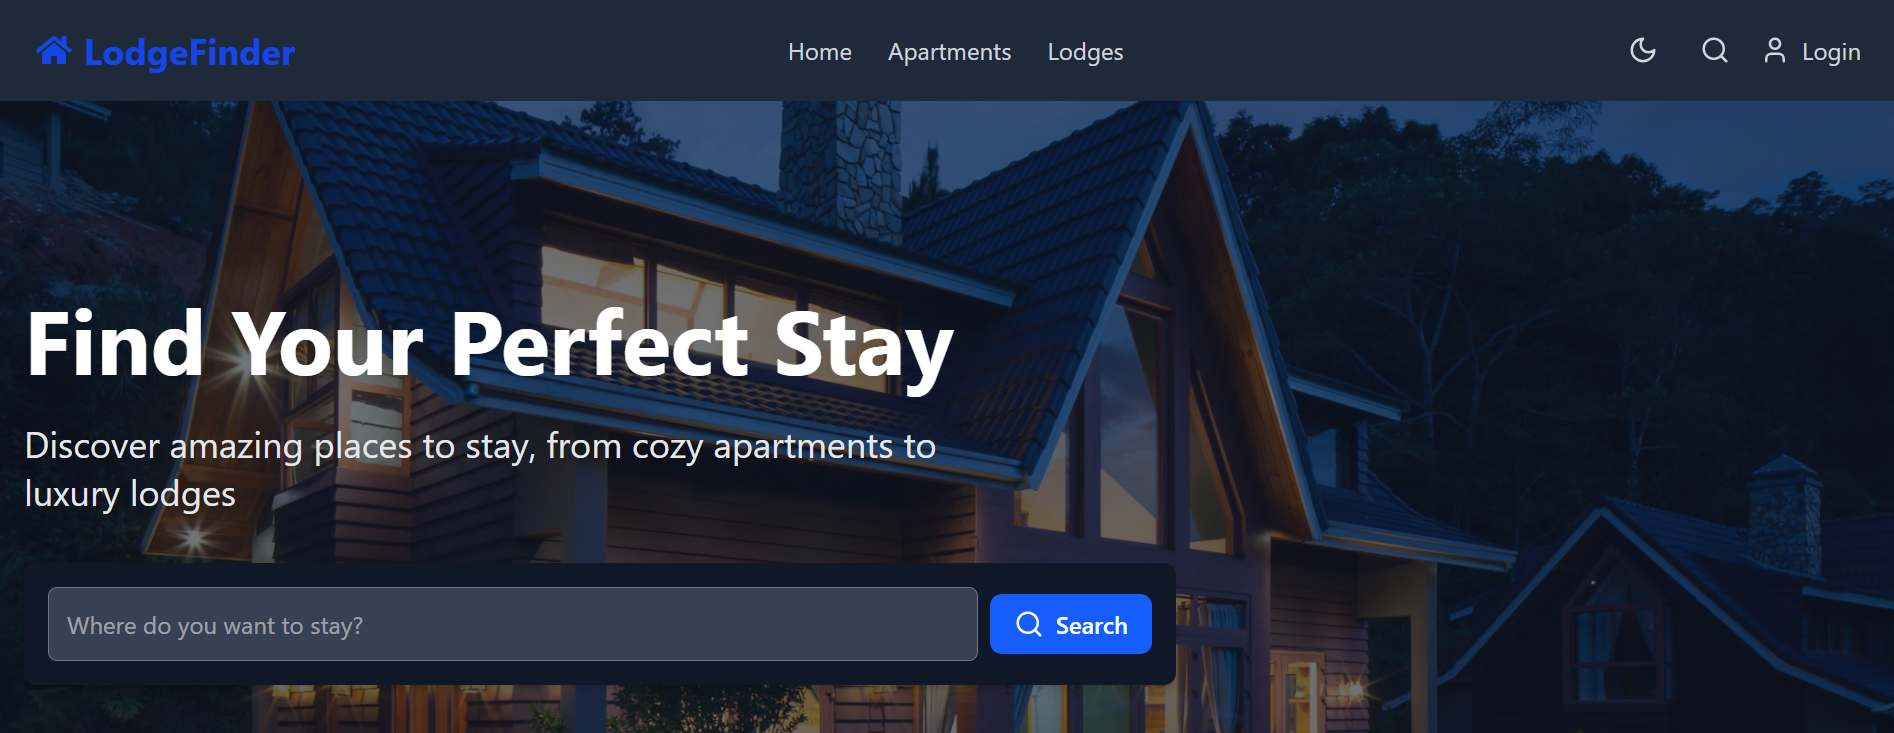 LodgeFinder
Home
Apartments
Lodges
Login
Find Your Perfect Stay
Discover amazing places to stay, from cozy apartments to
luxury lodges
Where do you want to stay?
Search